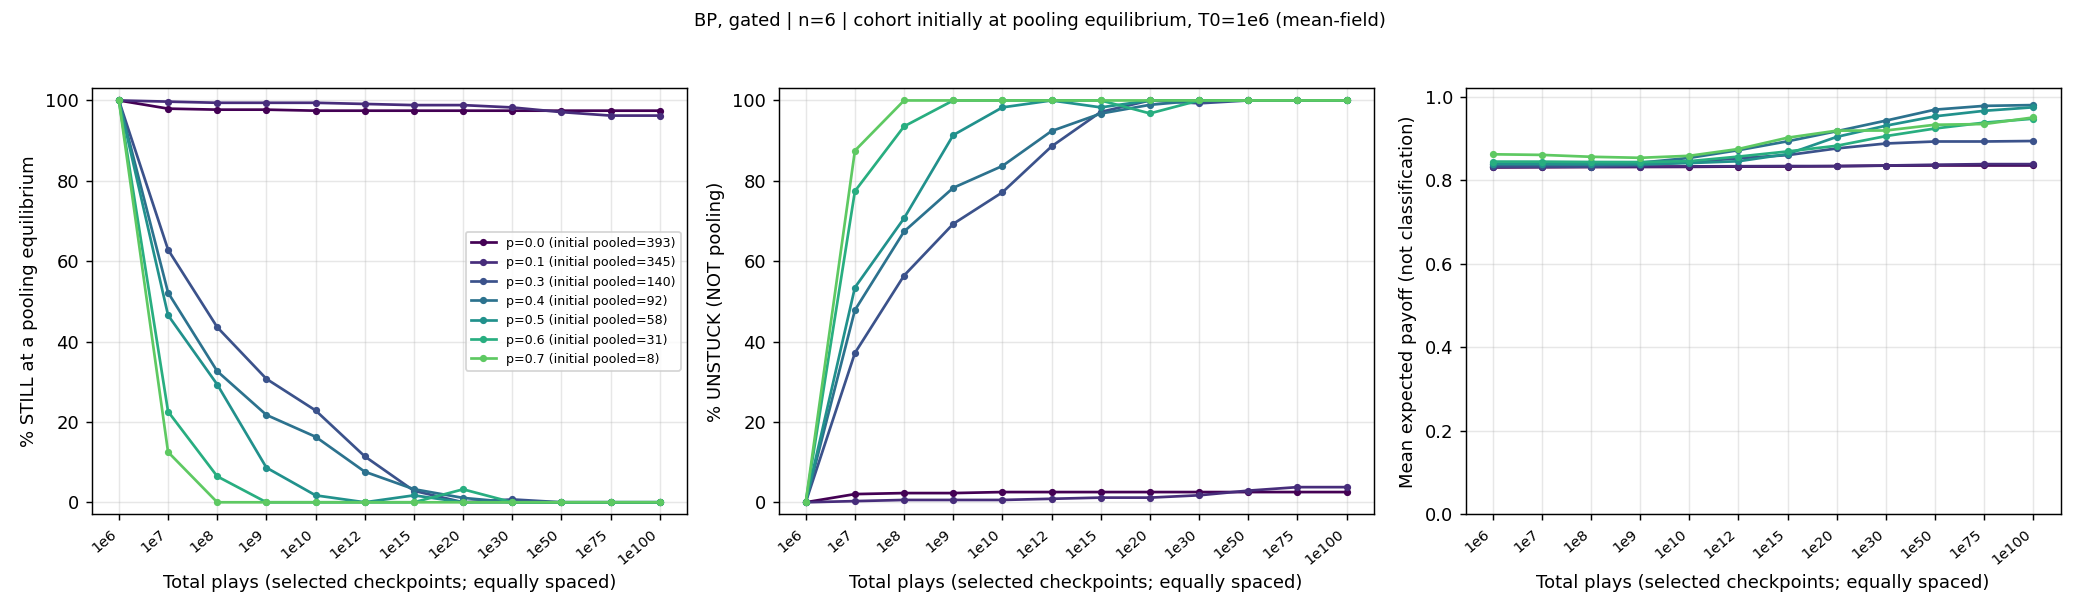 BP, gated | n=6 | cohort initially at pooling equilibrium, T0=1e6 (mean-field)
% STILL at a pooling equilibrium
100
80
60
40
20
0
p=0.0 (initial pooled=393)
p=0.1 (initial pooled=345)
p=0.3 (initial pooled=140)
p=0.4 (initial pooled=92)
p=0.5 (initial pooled=58)
p=0.6 (initial pooled=31)
p=0.7 (initial pooled=8)
1e6 1e7 1e8 1e9 1e10 1e12 1e15 1e20 1e30 1e50 1e75 1e100
Total plays (selected checkpoints; equally spaced)
% UNSTUCK (NOT pooling)
100
80
60
40
20
0
1e6 1e7 1e8 1e9 1e10 1e12 1e15 1e20 1e30 1e50 1e75 1e100
Total plays (selected checkpoints; equally spaced)
Mean expected payoff (not classification)
1.0
0.8
0.6
0.4
0.2
0.0
1e6 1e7 1e8 1e9 1e10 1e12 1e15 1e20 1e30 1e50 1e75 1e100
Total plays (selected checkpoints; equally spaced)